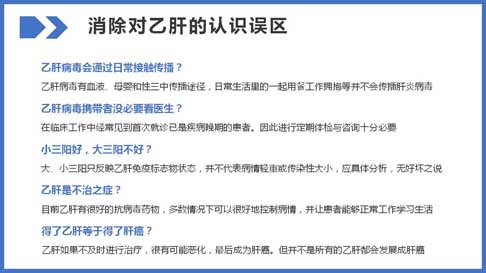 消除对乙肝的认识误区
乙肝病毒会通过日常接触传播？
乙肝病毒有血液、母婴和性三中传播途径，日常生活里的一起用餐工作拥抱等并不会传播肝炎病毒
乙肝病毒携带者没必要看医生？
在临床工作中经常见到首次就诊已是疾病晚期的患者。因此进行定期体检与咨询十分必要
小三阳好，大三阳不好？
大、小三阳只反映乙肝免疫标志物状态，并不代表病情轻重或传染性大小，应具体分析，无好坏之说
乙肝是不治之症？
目前乙肝有很好的抗病毒药物，多数情况下可以很好地控制病情，并让患者能够正常工作学习生活
得了乙肝等于得了肝癌？
乙肝如果不及时进行治疗，很有可能恶化，最后成为肝癌。但并不是所有的乙肝都会发展成肝癌